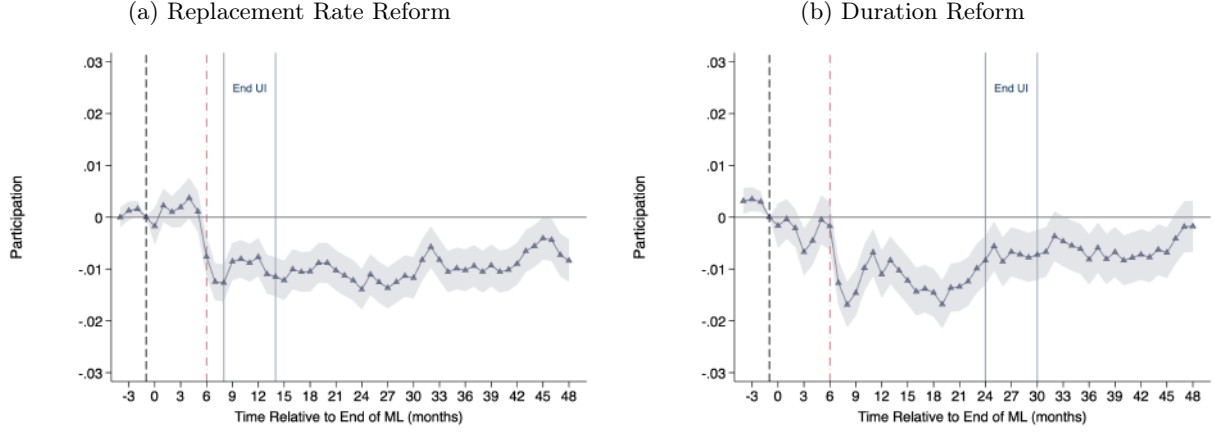 (a) Replacement Rate Reform
.03
.02
.01
0
-.01
-.02
-.03
Participation
End UI
-3 0 3 6 9 12 15 18 21 24 27 30 33 36 39 42 45 48
Time Relative to End of ML (months)
(b) Duration Reform
.03
.02
.01
0
-.01
-.02
-.03
Participation
End UI
-3 0 3 6 9 12 15 18 21 24 27 30 33 36 39 42 45 48
Time Relative to End of ML (months)